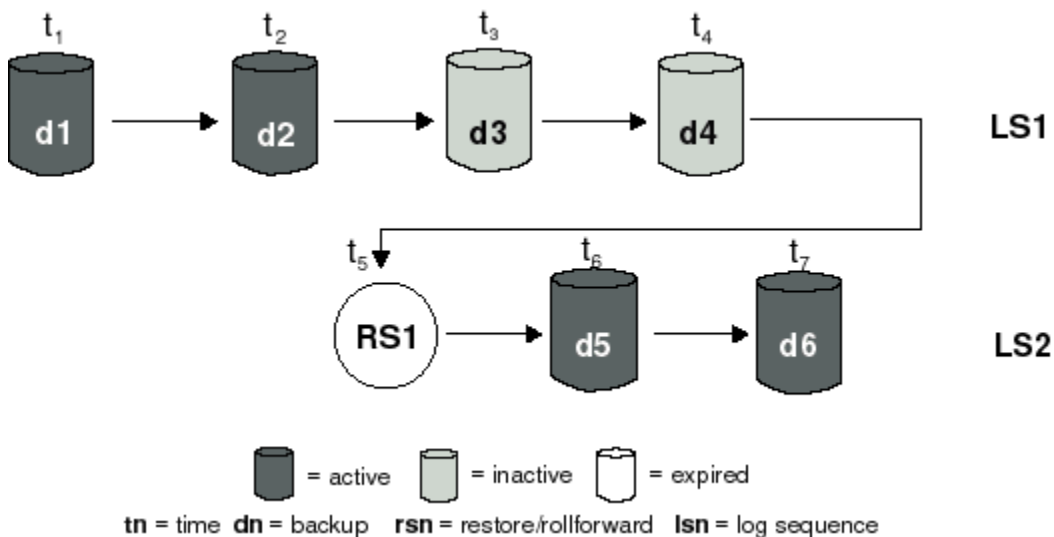 t1 t2 t3 t4
d1 d2 d3 d4 LS1
t5 t6 t7
RS1 d5 d6 LS2
= active = inactive = expired
tn = time dn = backup rsn = restore/rollforward lsn = log sequence